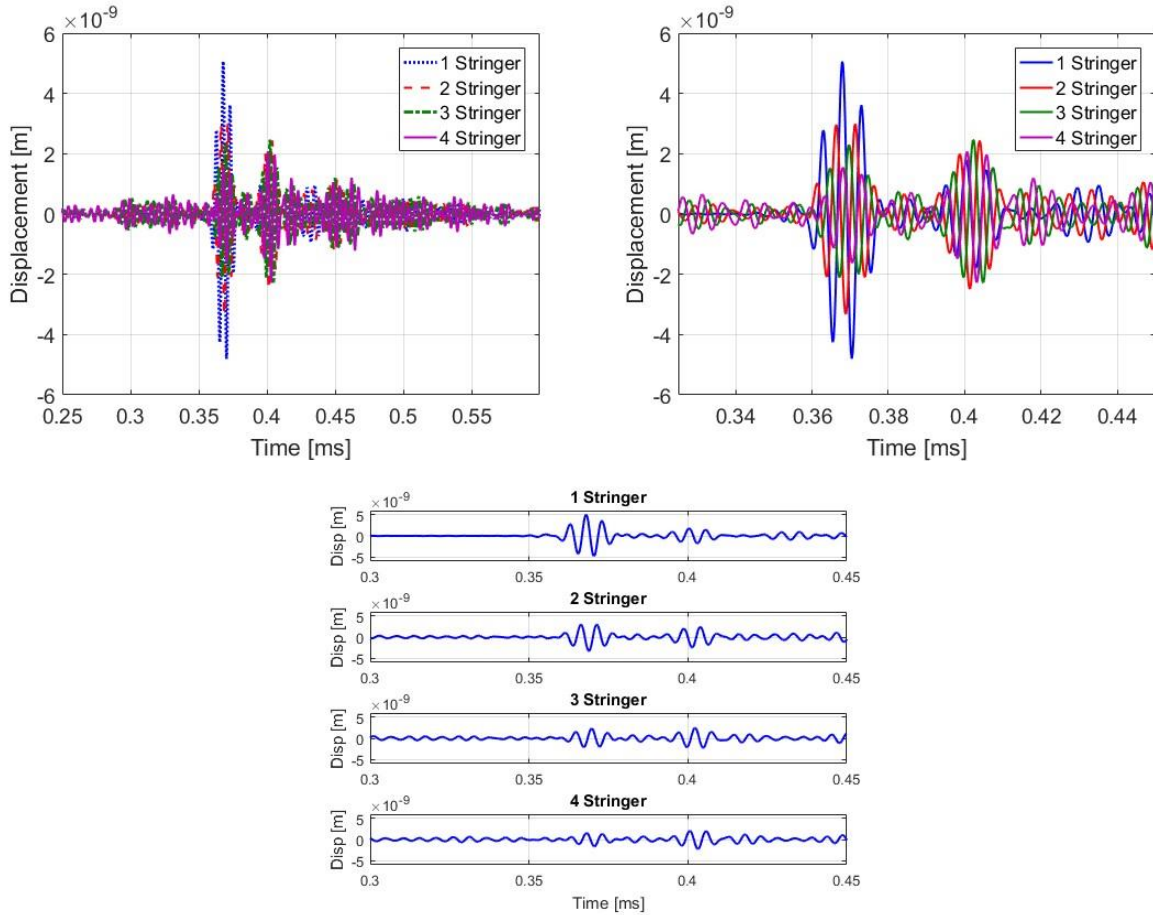 ×10⁻⁹
6
4
2
0
-2
-4
-6
Displacement [m]
1 Stringer
2 Stringer
3 Stringer
4 Stringer
0.25 0.3 0.35 0.4 0.45 0.5 0.55
Time [ms]
×10⁻⁹
6
4
2
0
-2
-4
-6
Displacement [m]
1 Stringer
2 Stringer
3 Stringer
4 Stringer
0.34 0.36 0.38 0.4 0.42 0.44
Time [ms]
1 Stringer
×10⁻⁹
Disp [m]
5
0
-5
0.3 0.35 0.4 0.45
2 Stringer
×10⁻⁹
Disp [m]
5
0
-5
0.3 0.35 0.4 0.45
3 Stringer
×10⁻⁹
Disp [m]
5
0
-5
0.3 0.35 0.4 0.45
4 Stringer
×10⁻⁹
Disp [m]
5
0
-5
0.3 0.35 0.4 0.45
Time [ms]